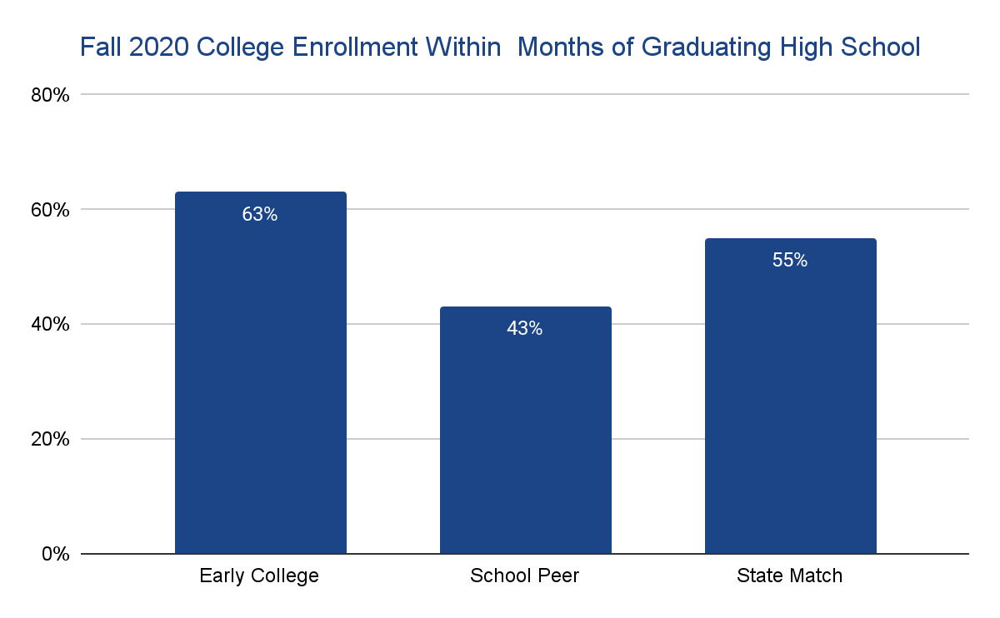 Fall 2020 College Enrollment Within  Months of Graduating High School
80%
60%
40%
20%
0%
63%
43%
55%
Early College
School Peer
State Match